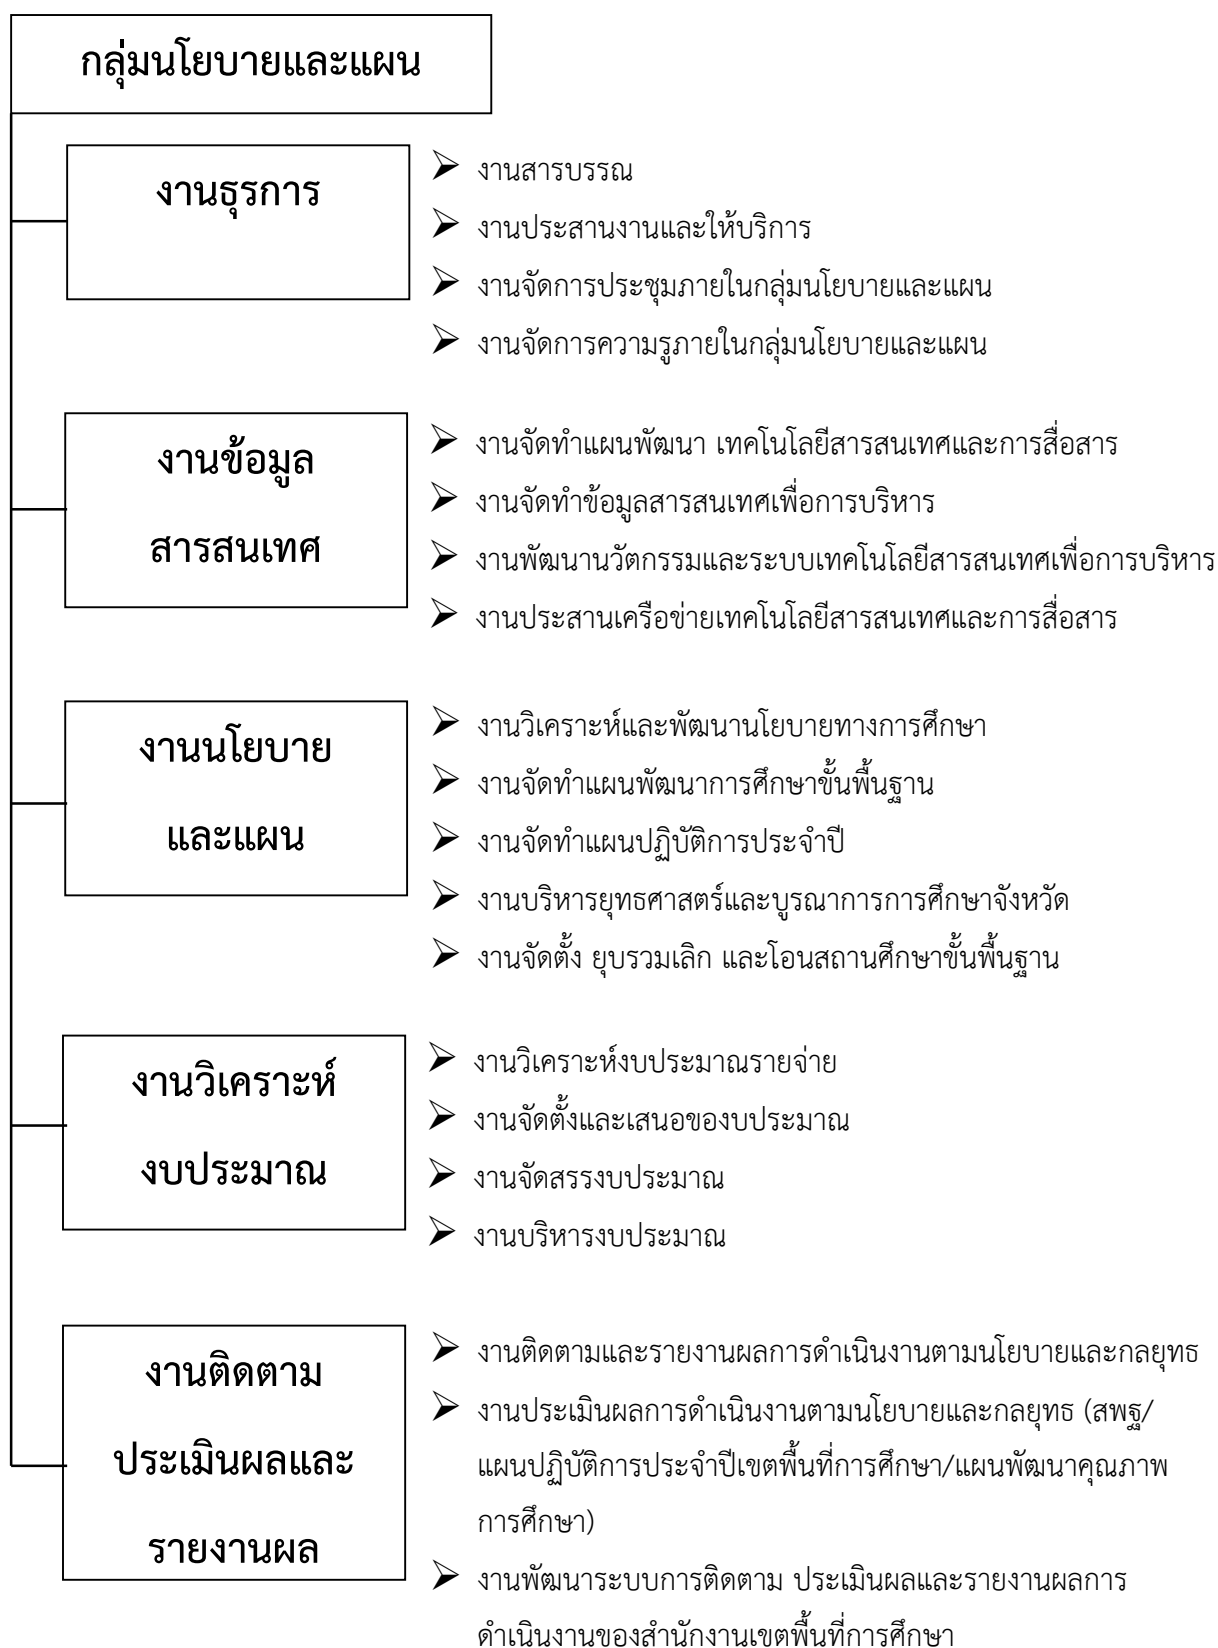 กลุ่มนโยบายและแผน
งานธุรการ
งานสารบรรณ
งานประสานงานและให้บริการ
งานจัดการประชุมภายในกลุ่มนโยบายและแผน
งานจัดการความรูภายในกลุ่มนโยบายและแผน
งานข้อมูล
สารสนเทศ
งานจัดทำแผนพัฒนา เทคโนโลยีสารสนเทศและการสื่อสาร
งานจัดทำข้อมูลสารสนเทศเพื่อการบริหาร
งานพัฒนานวัตกรรมและระบบเทคโนโลยีสารสนเทศเพื่อการบริหาร
งานประสานเครือข่ายเทคโนโลยีสารสนเทศและการสื่อสาร
งานนโยบาย
และแผน
งานวิเคราะห์และพัฒนานโยบายทางการศึกษา
งานจัดทำแผนพัฒนาการศึกษาขั้นพื้นฐาน
งานจัดทำแผนปฏิบัติการประจำปี
งานบริหารยุทธศาสตร์และบูรณาการการศึกษาจังหวัด
งานจัดตั้ง ยุบรวมเลิก และโอนสถานศึกษาขั้นพื้นฐาน
งานวิเคราะห์
งบประมาณ
งานวิเคราะห์งบประมาณรายจ่าย
งานจัดตั้งและเสนอของบประมาณ
งานจัดสรรงบประมาณ
งานบริหารงบประมาณ
งานติดตาม
ประเมินผลและ
รายงานผล
งานติดตามและรายงานผลการดำเนินงานตามนโยบายและกลยุทธ
งานประเมินผลการดำเนินงานตามนโยบายและกลยุทธ (สพฐ/
แผนปฏิบัติการประจำปีเขตพื้นที่การศึกษา/แผนพัฒนาคุณภาพ
การศึกษา)
งานพัฒนาระบบการติดตาม ประเมินผลและรายงานผลการ
ดำเนินงานของสำนักงานเขตพื้นที่การศึกษา